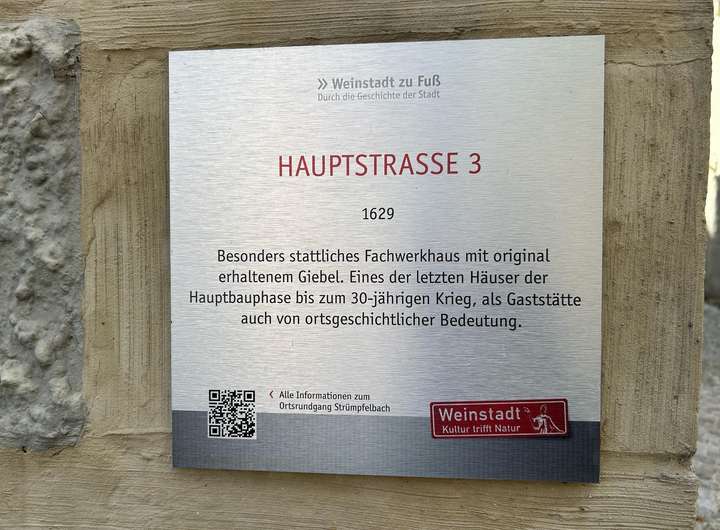 » Weinstadt zu Fuß
Durch die Geschichte der Stadt
HAUPTSTRASSE 3
1629
Besonders stattliches Fachwerkhaus mit original
erhaltenem Giebel. Eines der letzten Häuser der
Hauptbauphase bis zum 30-jährigen Krieg, als Gaststätte
auch von ortsgeschichtlicher Bedeutung.
‹ Alle Informationen zum
Ortsrundgang Strümpfelbach
Weinstadt
Kultur trifft Natur